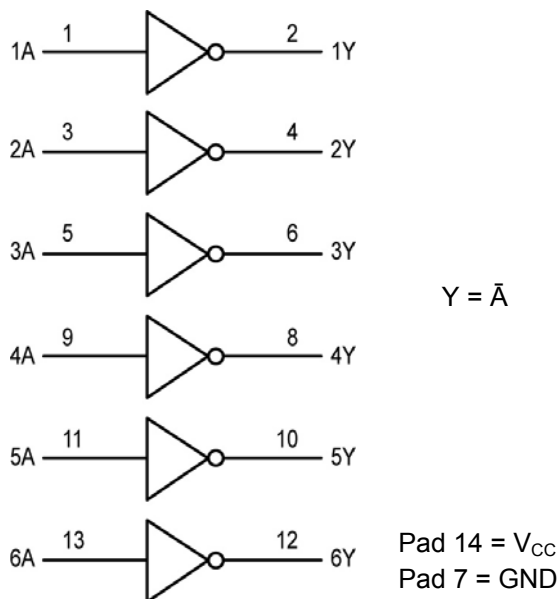 1A 1 2 1Y
2A 3 4 2Y
3A 5 6 3Y
Y = Ā
4A 9 8 4Y
5A 11 10 5Y
6A 13 12 6Y
Pad 14 = VCC
Pad 7 = GND